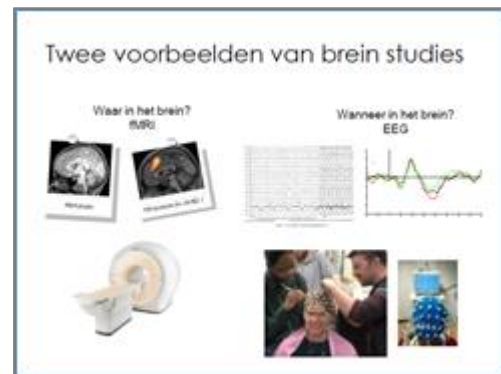 Twee voorbeelden van brein studies
Waar in het brein?
fMRI
Wanneer in het brein?
EEG